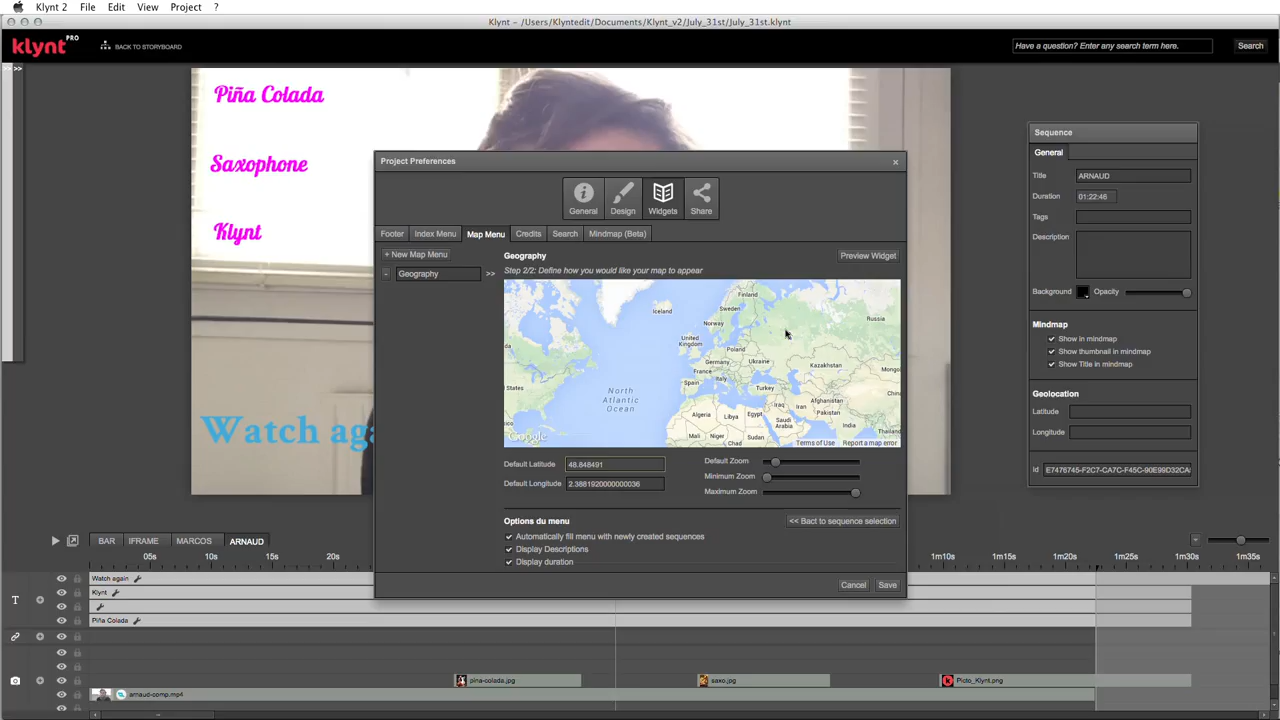 Klynt 2 File Edit View Project ?
Klynt – /Users/Klyntedit/Documents/Klynt_v2/July_31st/July_31st.klynt
klynt PRO BACK TO STORYBOARD Have a question? Enter any search term here. Search
>> >>
Piña Colada
Saxophone
Klynt
Watch aga
Project Preferences ×
General Design Widgets Share
Footer Index Menu Map Menu Credits Search Mindmap (Beta)
+ New Map Menu
- Geography >>
Geography Preview Widget
Step 2/2: Define how you would like your map to appear
Finland
Iceland
Sweden
Russia
Norway
United Kingdom
Poland
Germany
Ukraine
Kazakhstan
France
Mongo
Italy
States
Spain
Turkey
North Atlantic Ocean
Iraq
Afghanistan
Algeria
Libya
Egypt
Pakistan
Saudi Arabia
India
Mali
Niger
Chad
Sudan
Thailand
Google Terms of Use Report a map error
Default Latitude 48.848491
Default Longitude 2.3881920000000036
Default Zoom
Minimum Zoom
Maximum Zoom
Options du menu << Bact to sequence selection
Automatically fill menu with newly created sequences
Display Descriptions
Display duration
Cancel Save
Sequence
General
Title ARNAUD
Duration 01:22:46
Tags
Description
Background Opacity
Mindmap
Show in mindmap
Show thumbnail in mindmap
Show Title in mindmap
Geolocation
Latitude
Longitude
Id E7476745-F2C7-CA7C-F45C-90E99D32CA
BAR IFRAME MARCOS ARNAUD
05s 10s 15s 20s 1m10s 1m15s 1m20s 1m25s 1m30s 1m35s
Watch again
Klynt
T
Piña Colada
pina-colada.jpg saxo.jpg Picto_Klynt.png
arnaud-comp.mp4